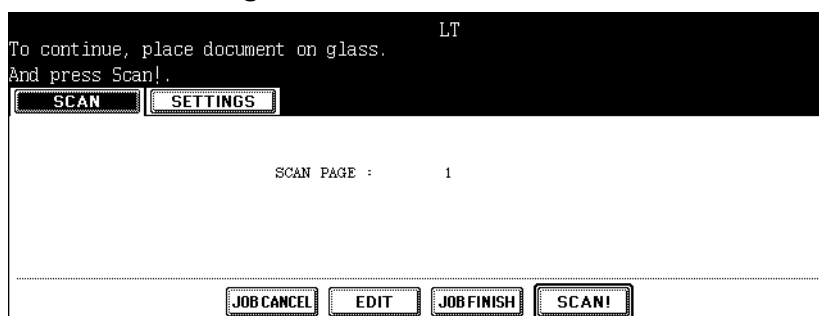 LT
To continue, place document on glass.
And press Scan!.
SCAN SETTINGS
SCAN PAGE : 1
JOB CANCEL EDIT JOB FINISH SCAN!